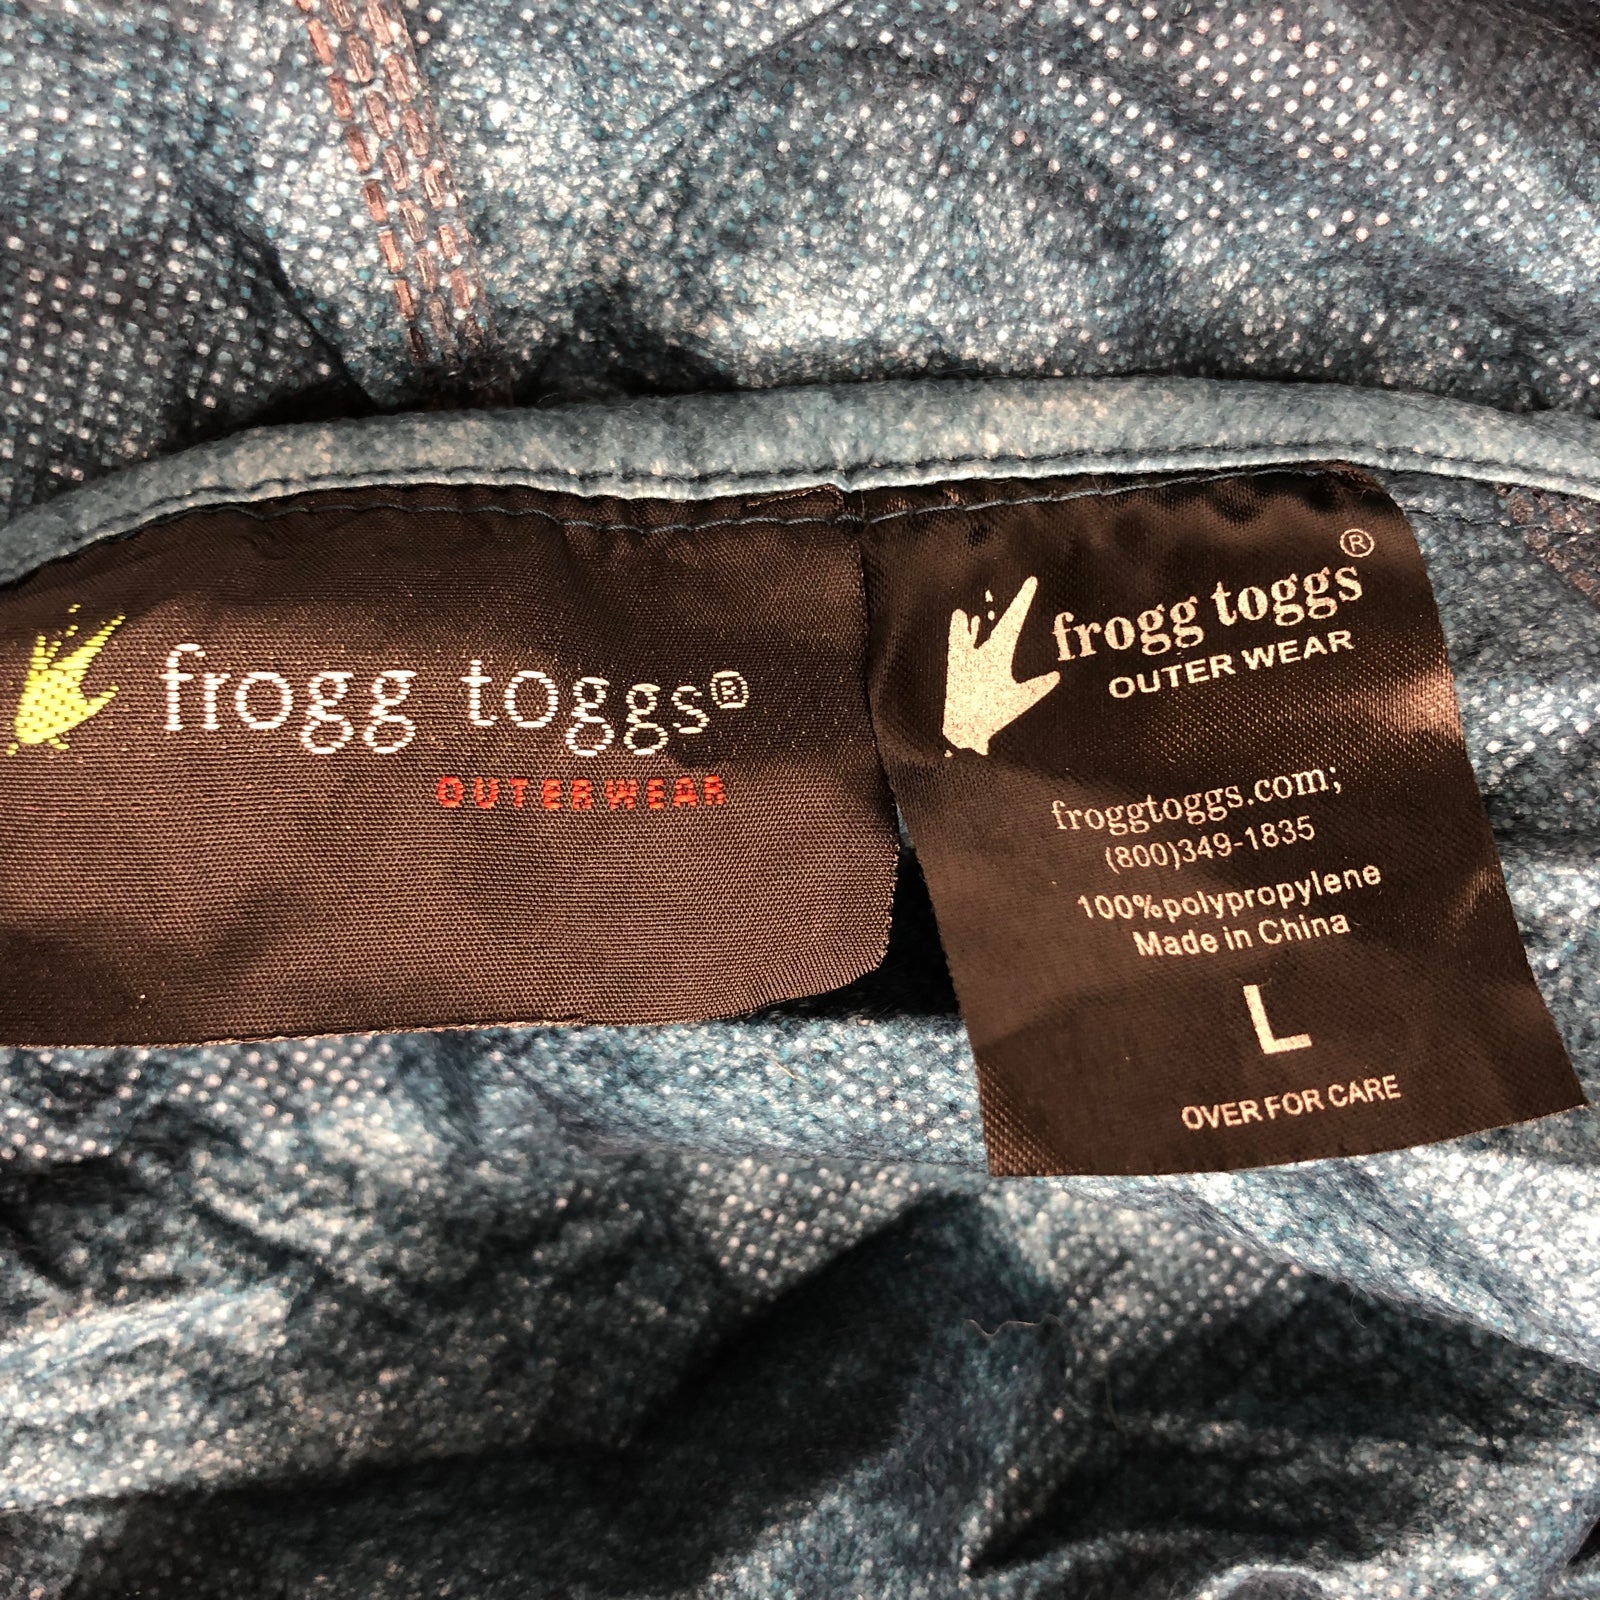 frogg toggs®
OUTERWEAR
frogg toggs®
OUTER WEAR
froggtoggs.com;
(800)349-1835
100%polypropylene
Made in China
L
OVER FOR CARE